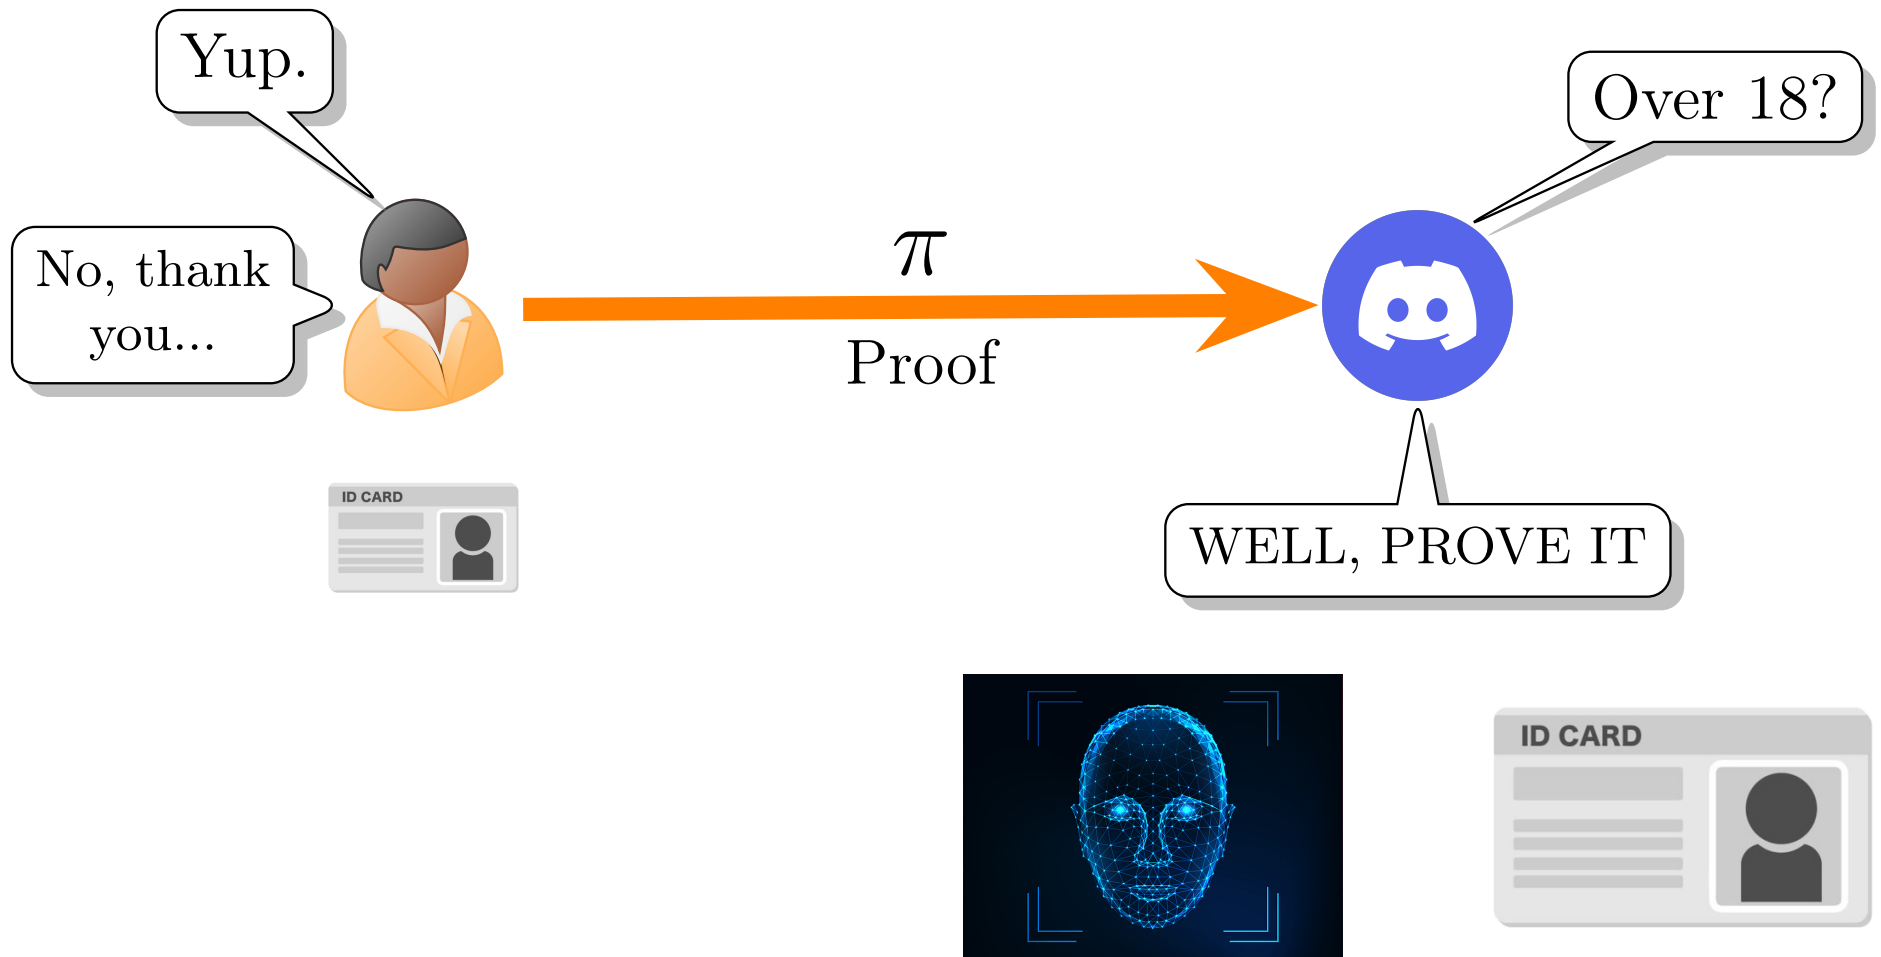 Yup.
Over 18?
No, thank
you...
π
Proof
ID CARD
WELL, PROVE IT
ID CARD